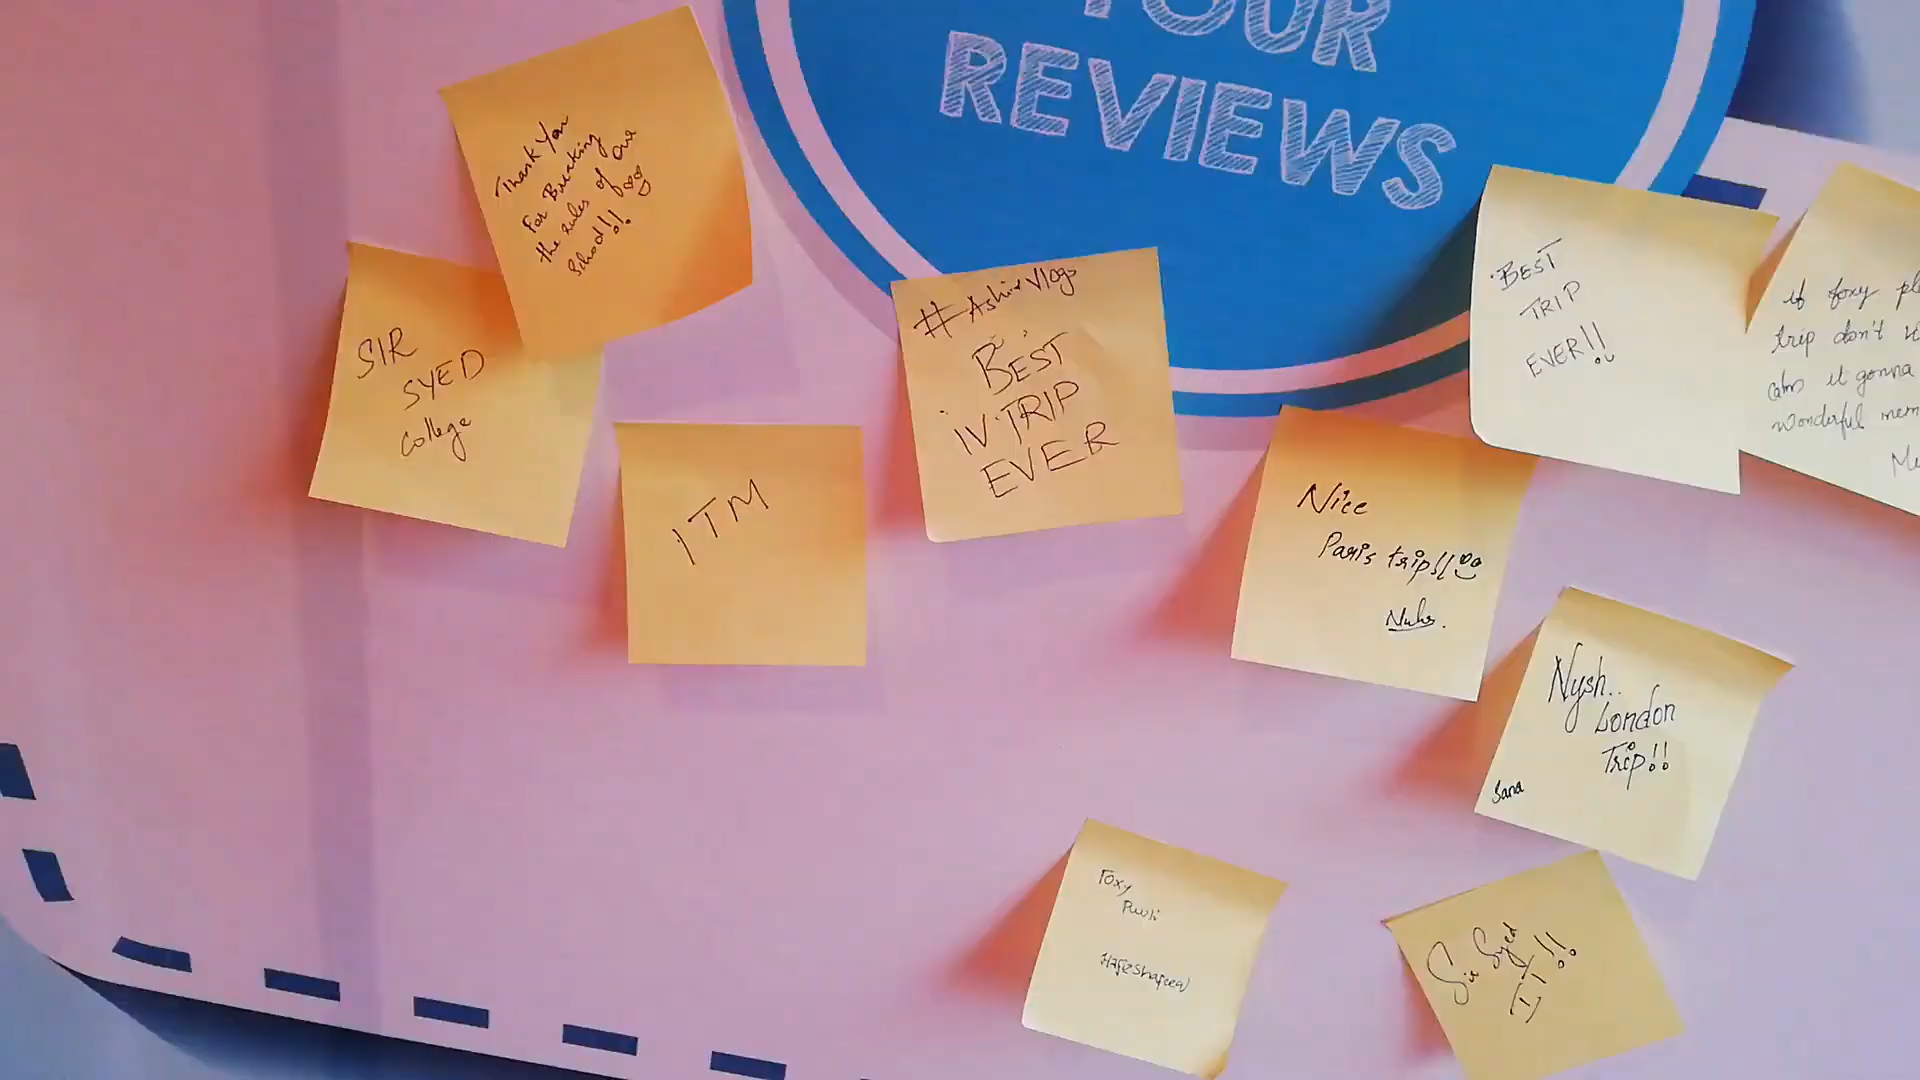 YOUR
REVIEWS
Thank You
For Breaking
the rules of our
School!!
SIR
SYED
College
ITM
#Ashirvlogs
BEST
IV TRIP
EVER
BEST
TRIP
EVER!!
if foxy
trip don't
calm it gonna
wonderful
Nice
Paris trip!!
Nysh..
London
Trip!!
Sana
Foxy
Sir Syed
IT!!